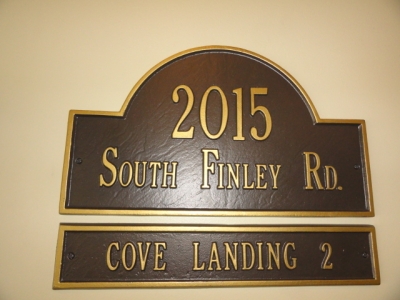 2015
South Finley Rd.
COVE LANDING 2